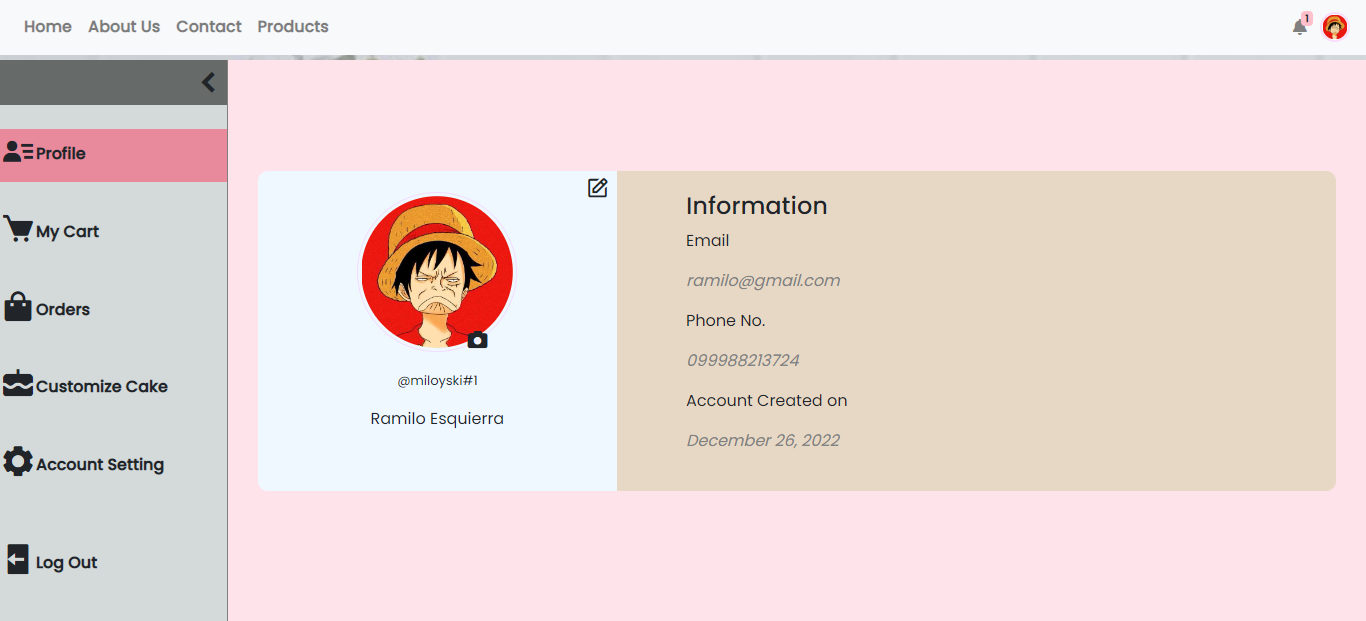 Home About Us Contact Products
1
Profile
My Cart
Orders
Customize Cake
Account Setting
Log Out
@miloyski#1
Ramilo Esquierra
Information
Email
ramilo@gmail.com
Phone No.
099988213724
Account Created on
December 26, 2022